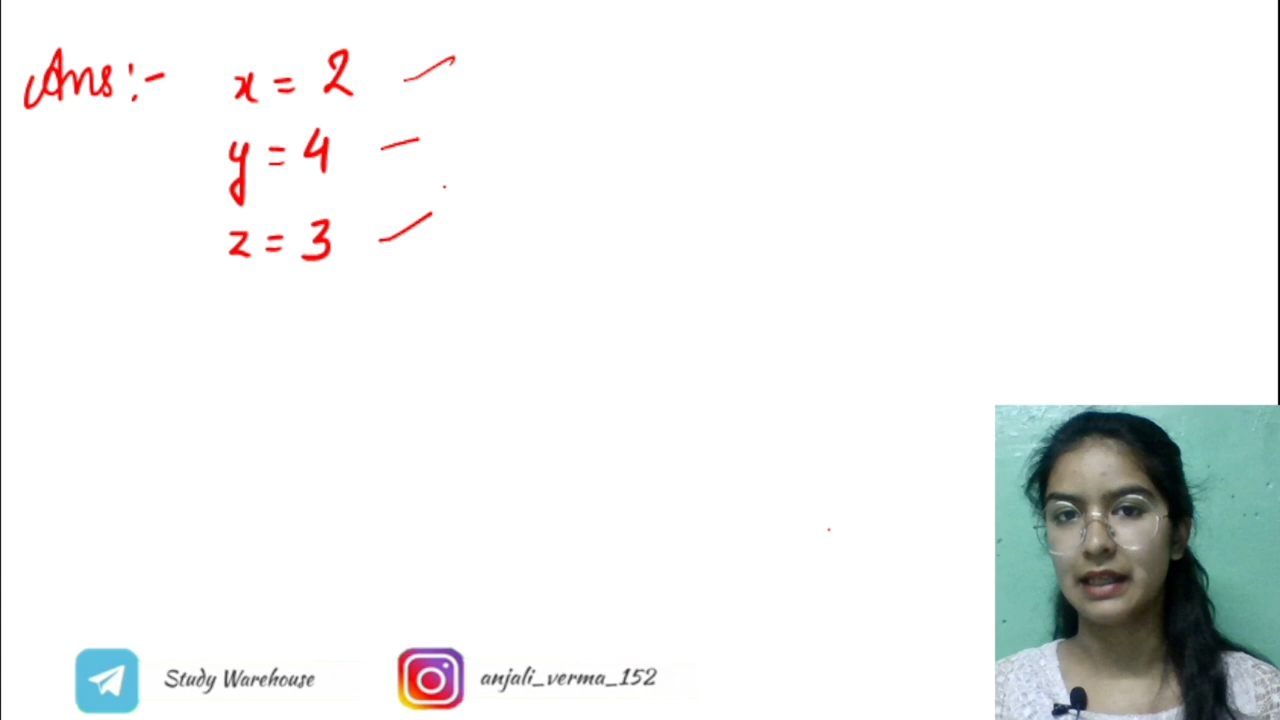 Ans:- x = 2
y = 4
z = 3
Study Warehouse
anjali_verma_152